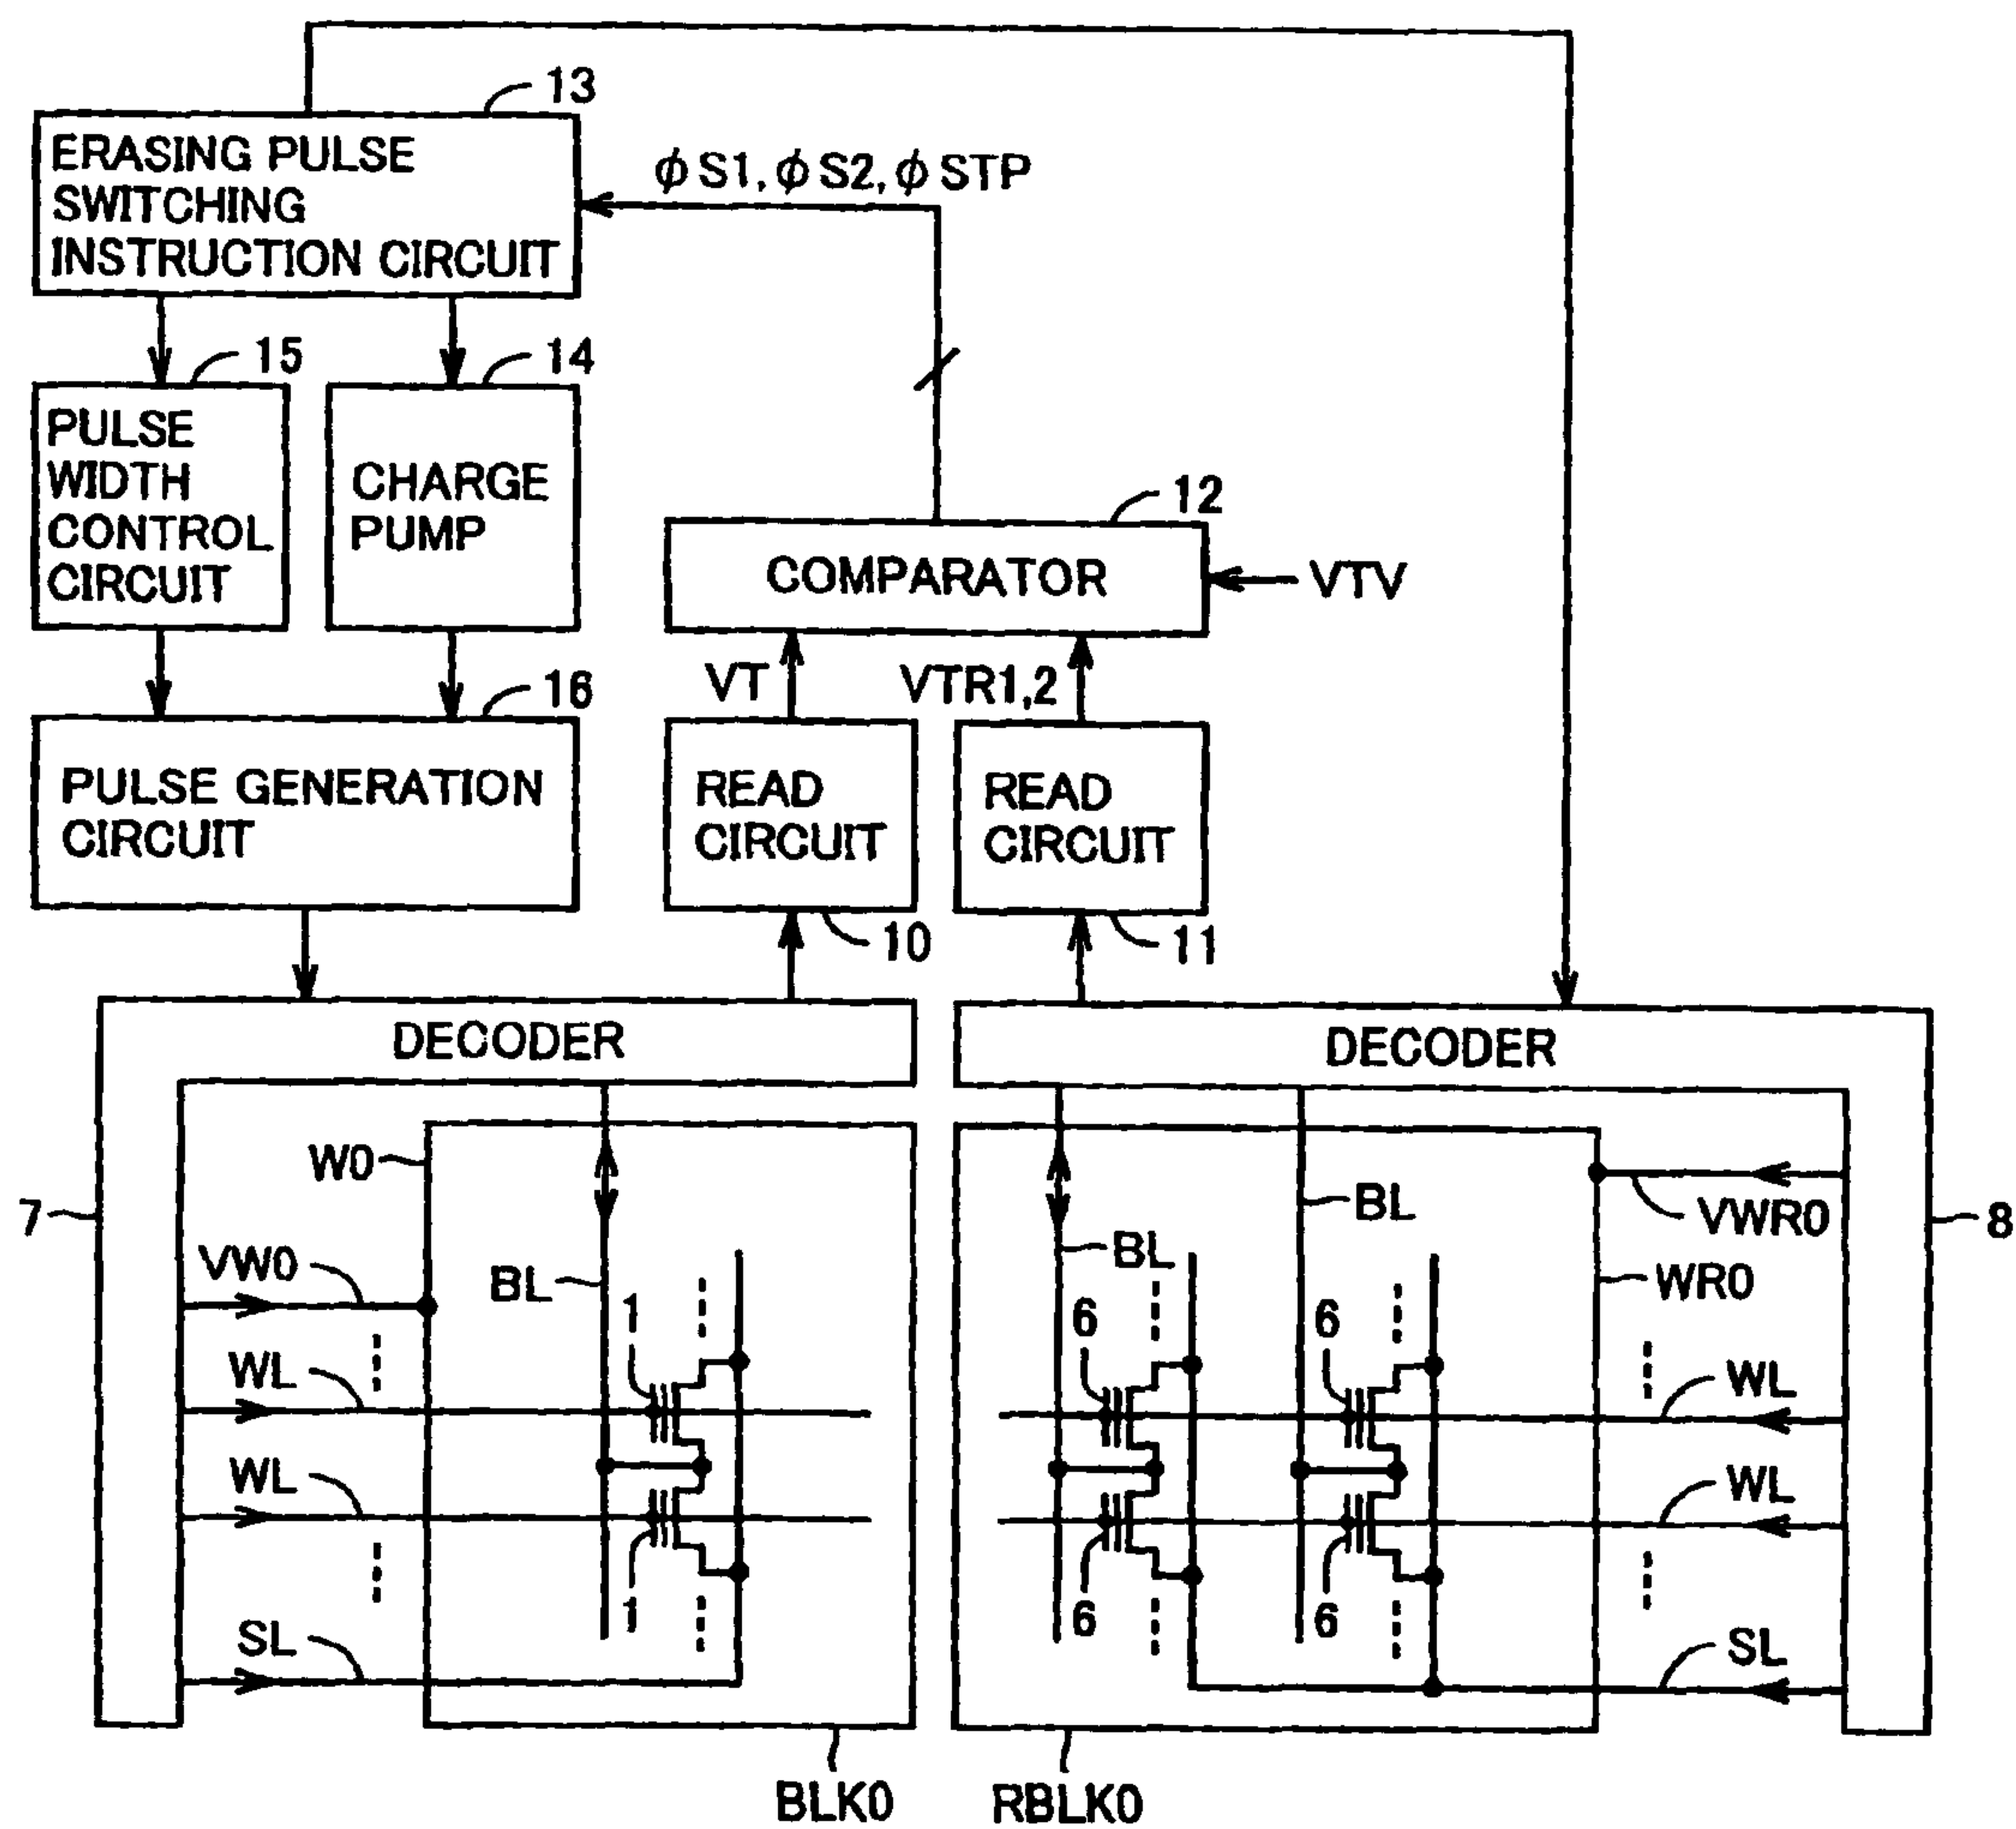 13
ERASING PULSE
SWITCHING
INSTRUCTION CIRCUIT
φS1, φS2, φSTP
15
14
PULSE
WIDTH
CONTROL
CIRCUIT
CHARGE
PUMP
12
COMPARATOR
VTV
VT
VTR1,2
16
PULSE GENERATION
CIRCUIT
READ
CIRCUIT
READ
CIRCUIT
10
11
DECODER
DECODER
W0
7
VW0
BL
1
WL
WL
1
SL
BLK0
BL
BL
VWR0
8
WR0
6
6
WL
WL
6
6
SL
RBLK0